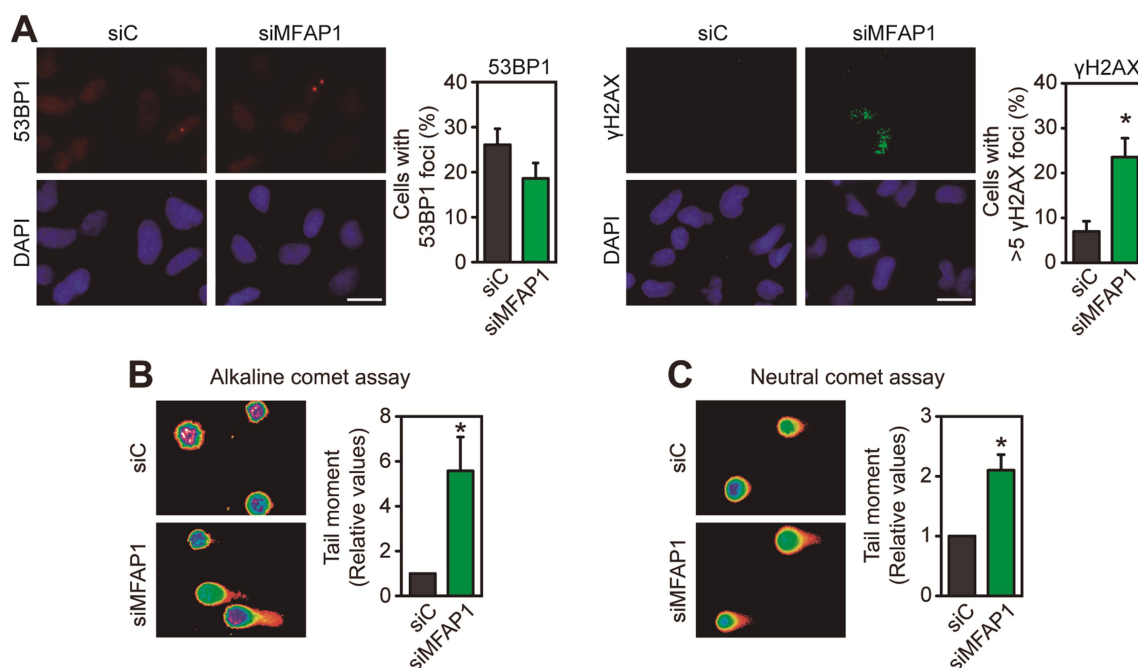 A
siC
siMFAP1
53BP1
DAPI
53BP1
Cells with
53BP1 foci (%)
40
30
20
10
0
siC
siMFAP1
siC
siMFAP1
γH2AX
DAPI
γH2AX
Cells with
>5 γH2AX foci (%)
40
30
20
10
0
*
siC
siMFAP1
B
Alkaline comet assay
siC
siMFAP1
Tail moment
(Relative values)
8
6
4
2
0
*
siC
siMFAP1
C
Neutral comet assay
siC
siMFAP1
Tail moment
(Relative values)
3
2
1
0
*
siC
siMFAP1